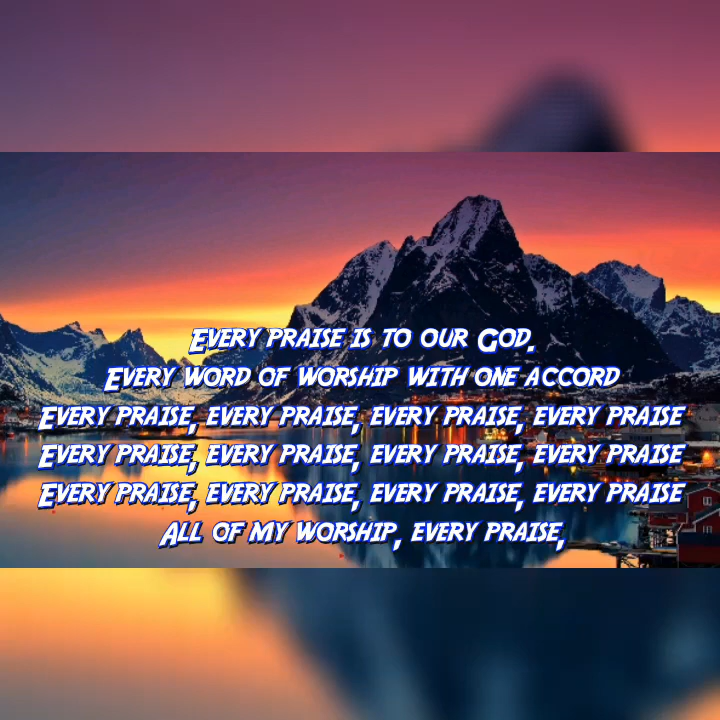 Every praise is to our God.
Every word of worship with one accord
Every praise, every praise, every praise, every praise
Every praise, every praise, every praise, every praise
Every praise, every praise, every praise, every praise
All of my worship, every praise,